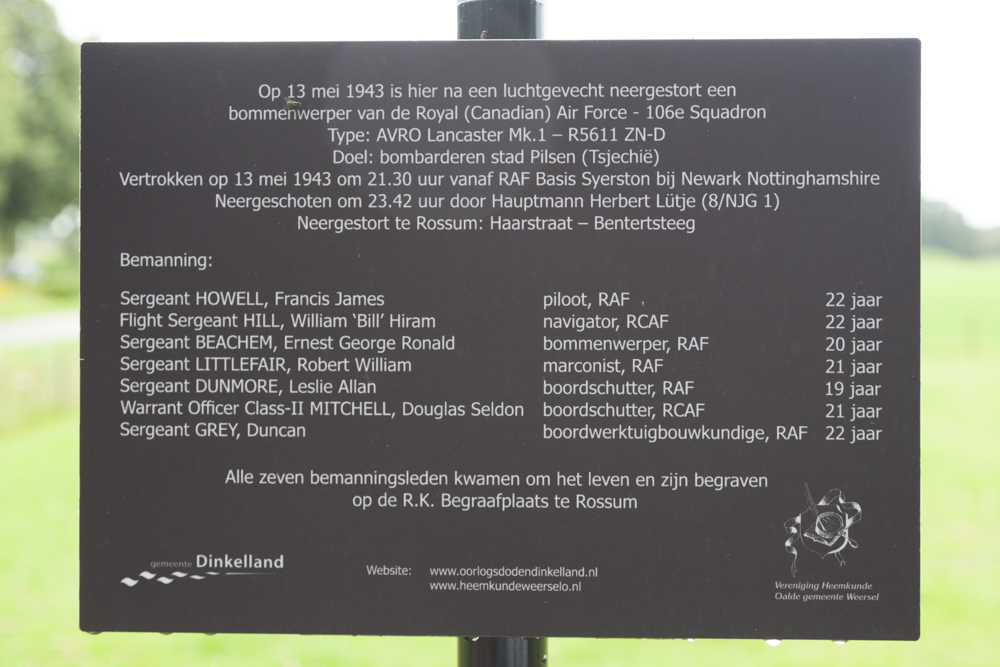 Op 13 mei 1943 is hier na een luchtgevecht neergestort een
bommenwerper van de Royal (Canadian) Air Force - 106e Squadron
Type: AVRO Lancaster Mk.1 – R5611 ZN-D
Doel: bombarderen stad Pilsen (Tsjechië)
Vertrokken op 13 mei 1943 om 21.30 uur vanaf RAF Basis Syerston bij Newark Nottinghamshire
Neergeschoten om 23.42 uur door Hauptmann Herbert Lütje (8/NJG 1)
Neergestort te Rossum: Haarstraat – Bentertsteeg
Bemanning:
Sergeant HOWELL, Francis James piloot, RAF 22 jaar
Flight Sergeant HILL, William ‘Bill’ Hiram navigator, RCAF 22 jaar
Sergeant BEACHEM, Ernest George Ronald bommenwerper, RAF 20 jaar
Sergeant LITTLEFAIR, Robert William marconist, RAF 21 jaar
Sergeant DUNMORE, Leslie Allan boordschutter, RAF 19 jaar
Warrant Officer Class-II MITCHELL, Douglas Seldon boordschutter, RCAF 21 jaar
Sergeant GREY, Duncan boordwerktuigbouwkundige, RAF 22 jaar
Alle zeven bemanningsleden kwamen om het leven en zijn begraven
op de R.K. Begraafplaats te Rossum
gemeente Dinkelland
Website: www.oorlogsdodendinkelland.nl
www.heemkundeweerselo.nl
Vereniging Heemkunde
Oalde gemeente Weersel